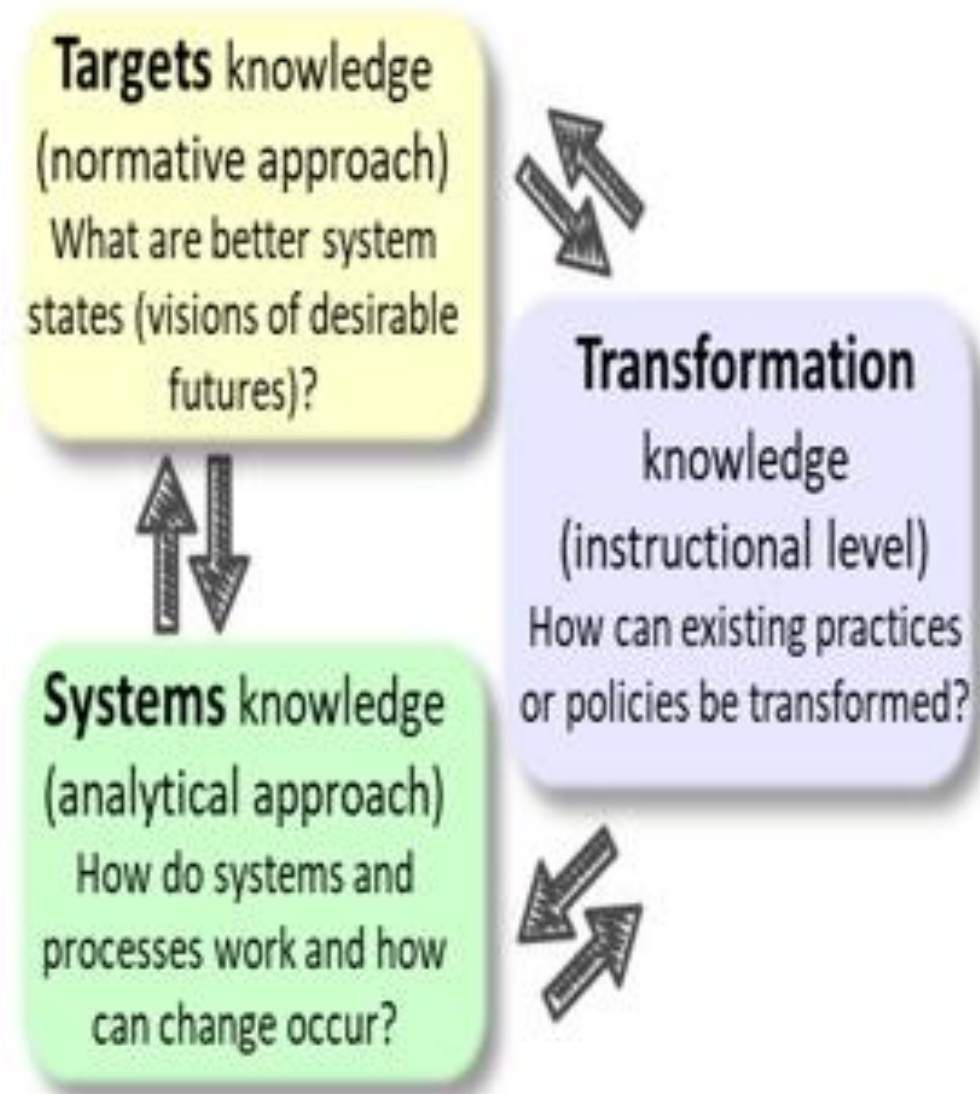 Targets knowledge
(normative approach)
What are better system
states (visions of desirable
futures)?
Transformation
knowledge
(instructional level)
How can existing practices
or policies be transformed?
Systems knowledge
(analytical approach)
How do systems and
processes work and how
can change occur?